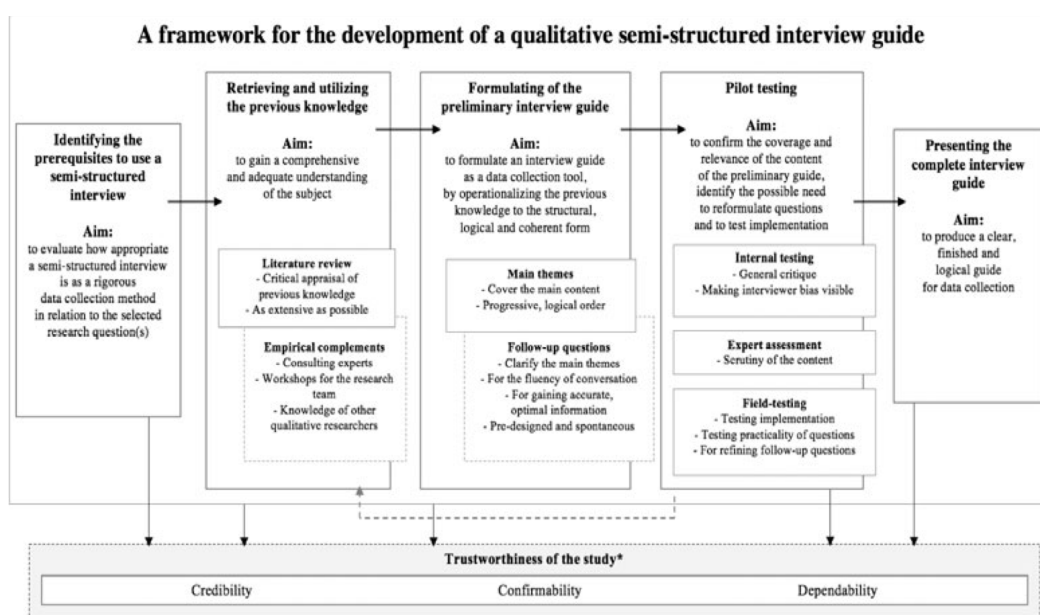 A framework for the development of a qualitative semi-structured interview guide
Identifying the
prerequisites to use a
semi-structured
interview
Aim:
to evaluate how appropriate
a semi-structured interview
is as a rigorous
data collection method
in relation to the selected
research question(s)
Retrieving and utilizing
the previous knowledge
Aim:
to gain a comprehensive
and adequate understanding
of the subject
Literature review
- Critical appraisal of
previous knowledge
- As extensive as possible
Empirical complements
- Consulting experts
- Workshops for the research
team
- Knowledge of other
qualitative researchers
Formulating of the
preliminary interview guide
Aim:
to formulate an interview guide
as a data collection tool,
by operationalizing the previous
knowledge to the structural,
logical and coherent form
Main themes
- Cover the main content
- Progressive, logical order
Follow-up questions
- Clarify the main themes
- For the fluency of conversation
- For gaining accurate,
optimal information
- Pre-designed and spontaneous
Pilot testing
Aim:
to confirm the coverage and
relevance of the content
of the preliminary guide,
identify the possible need
to reformulate questions
and to test implementation
Internal testing
- General critique
- Making interviewer bias visible
Expert assessment
- Scrutiny of the content
Field-testing
- Testing implementation
- Testing practicality of questions
- For refining follow-up questions
Presenting the
complete interview
guide
Aim:
to produce a clear,
finished and
logical guide
for data collection
Trustworthiness of the study*
Credibility
Confirmability
Dependability